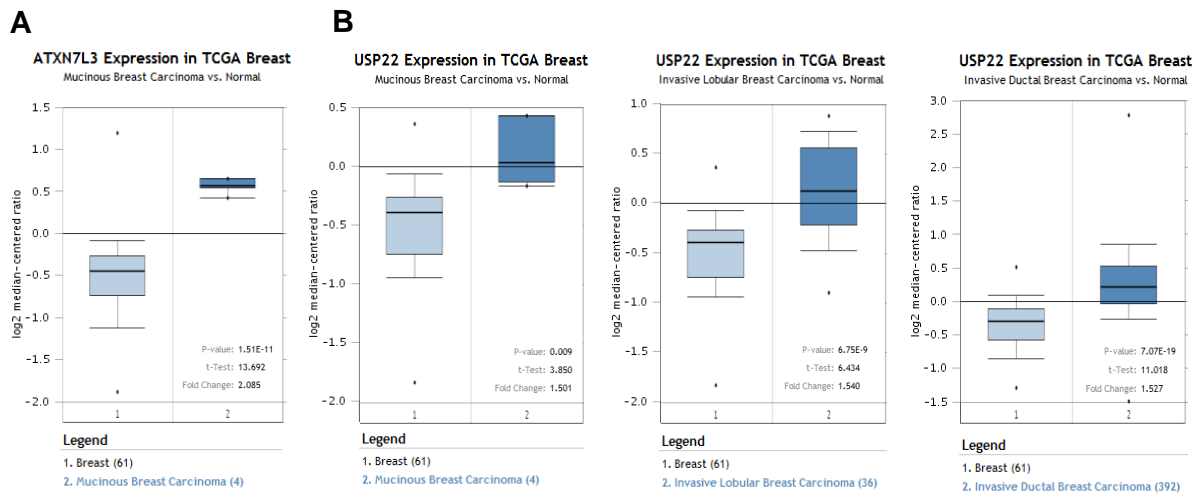 A
B
ATXN7L3 Expression in TCGA Breast
Mucinous Breast Carcinoma vs. Normal
log2 median-centered ratio
1.5
1.0
0.5
0.0
-0.5
-1.0
-1.5
-2.0
P-value: 1.51E-11
t-Test: 13.692
Fold Change: 2.085
1 2
Legend
1. Breast (61)
2. Mucinous Breast Carcinoma (4)
USP22 Expression in TCGA Breast
Mucinous Breast Carcinoma vs. Normal
log2 median-centered ratio
0.5
0.0
-0.5
-1.0
-1.5
-2.0
P-value: 0.009
t-Test: 3.850
Fold Change: 1.501
1 2
Legend
1. Breast (61)
2. Mucinous Breast Carcinoma (4)
USP22 Expression in TCGA Breast
Invasive Lobular Breast Carcinoma vs. Normal
log2 median-centered ratio
1.0
0.5
0.0
-0.5
-1.0
-1.5
-2.0
P-value: 6.75E-9
t-Test: 6.434
Fold Change: 1.540
1 2
Legend
1. Breast (61)
2. Invasive Lobular Breast Carcinoma (36)
USP22 Expression in TCGA Breast
Invasive Ductal Breast Carcinoma vs. Normal
log2 median-centered ratio
3.0
2.5
2.0
1.5
1.0
0.5
0.0
-0.5
-1.0
-1.5
P-value: 7.07E-19
t-Test: 11.018
Fold Change: 1.527
1 2
Legend
1. Breast (61)
2. Invasive Ductal Breast Carcinoma (392)